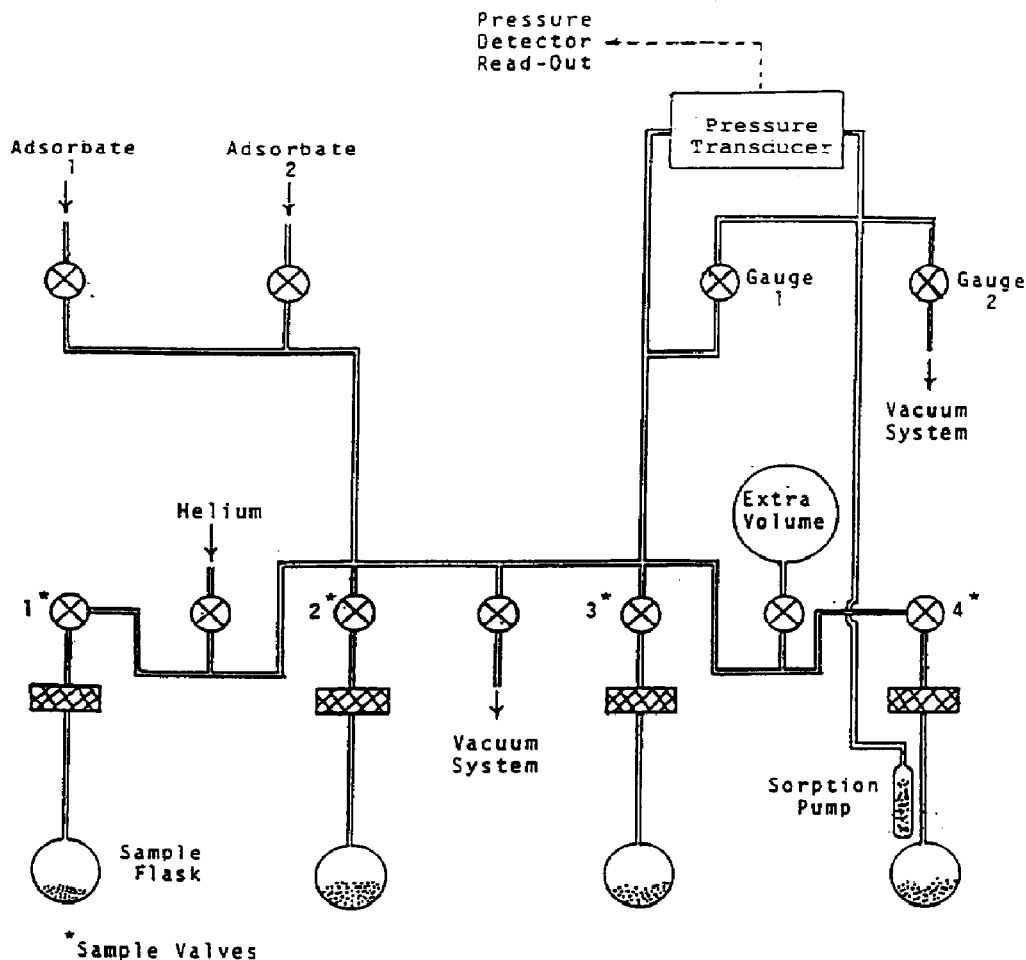 Pressure
Detector
Read-Out
Pressure
Transducer
Adsorbate
1
Adsorbate
2
Gauge
1
Gauge
2
Vacuum
System
Helium
Extra
Volume
1*
2*
3*
4*
Vacuum
System
Sorption
Pump
Sample
Flask
*Sample Valves